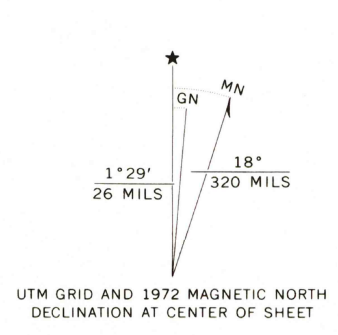 ★
MN
GN
1°29'
26 MILS
18°
320 MILS
UTM GRID AND 1972 MAGNETIC NORTH
DECLINATION AT CENTER OF SHEET